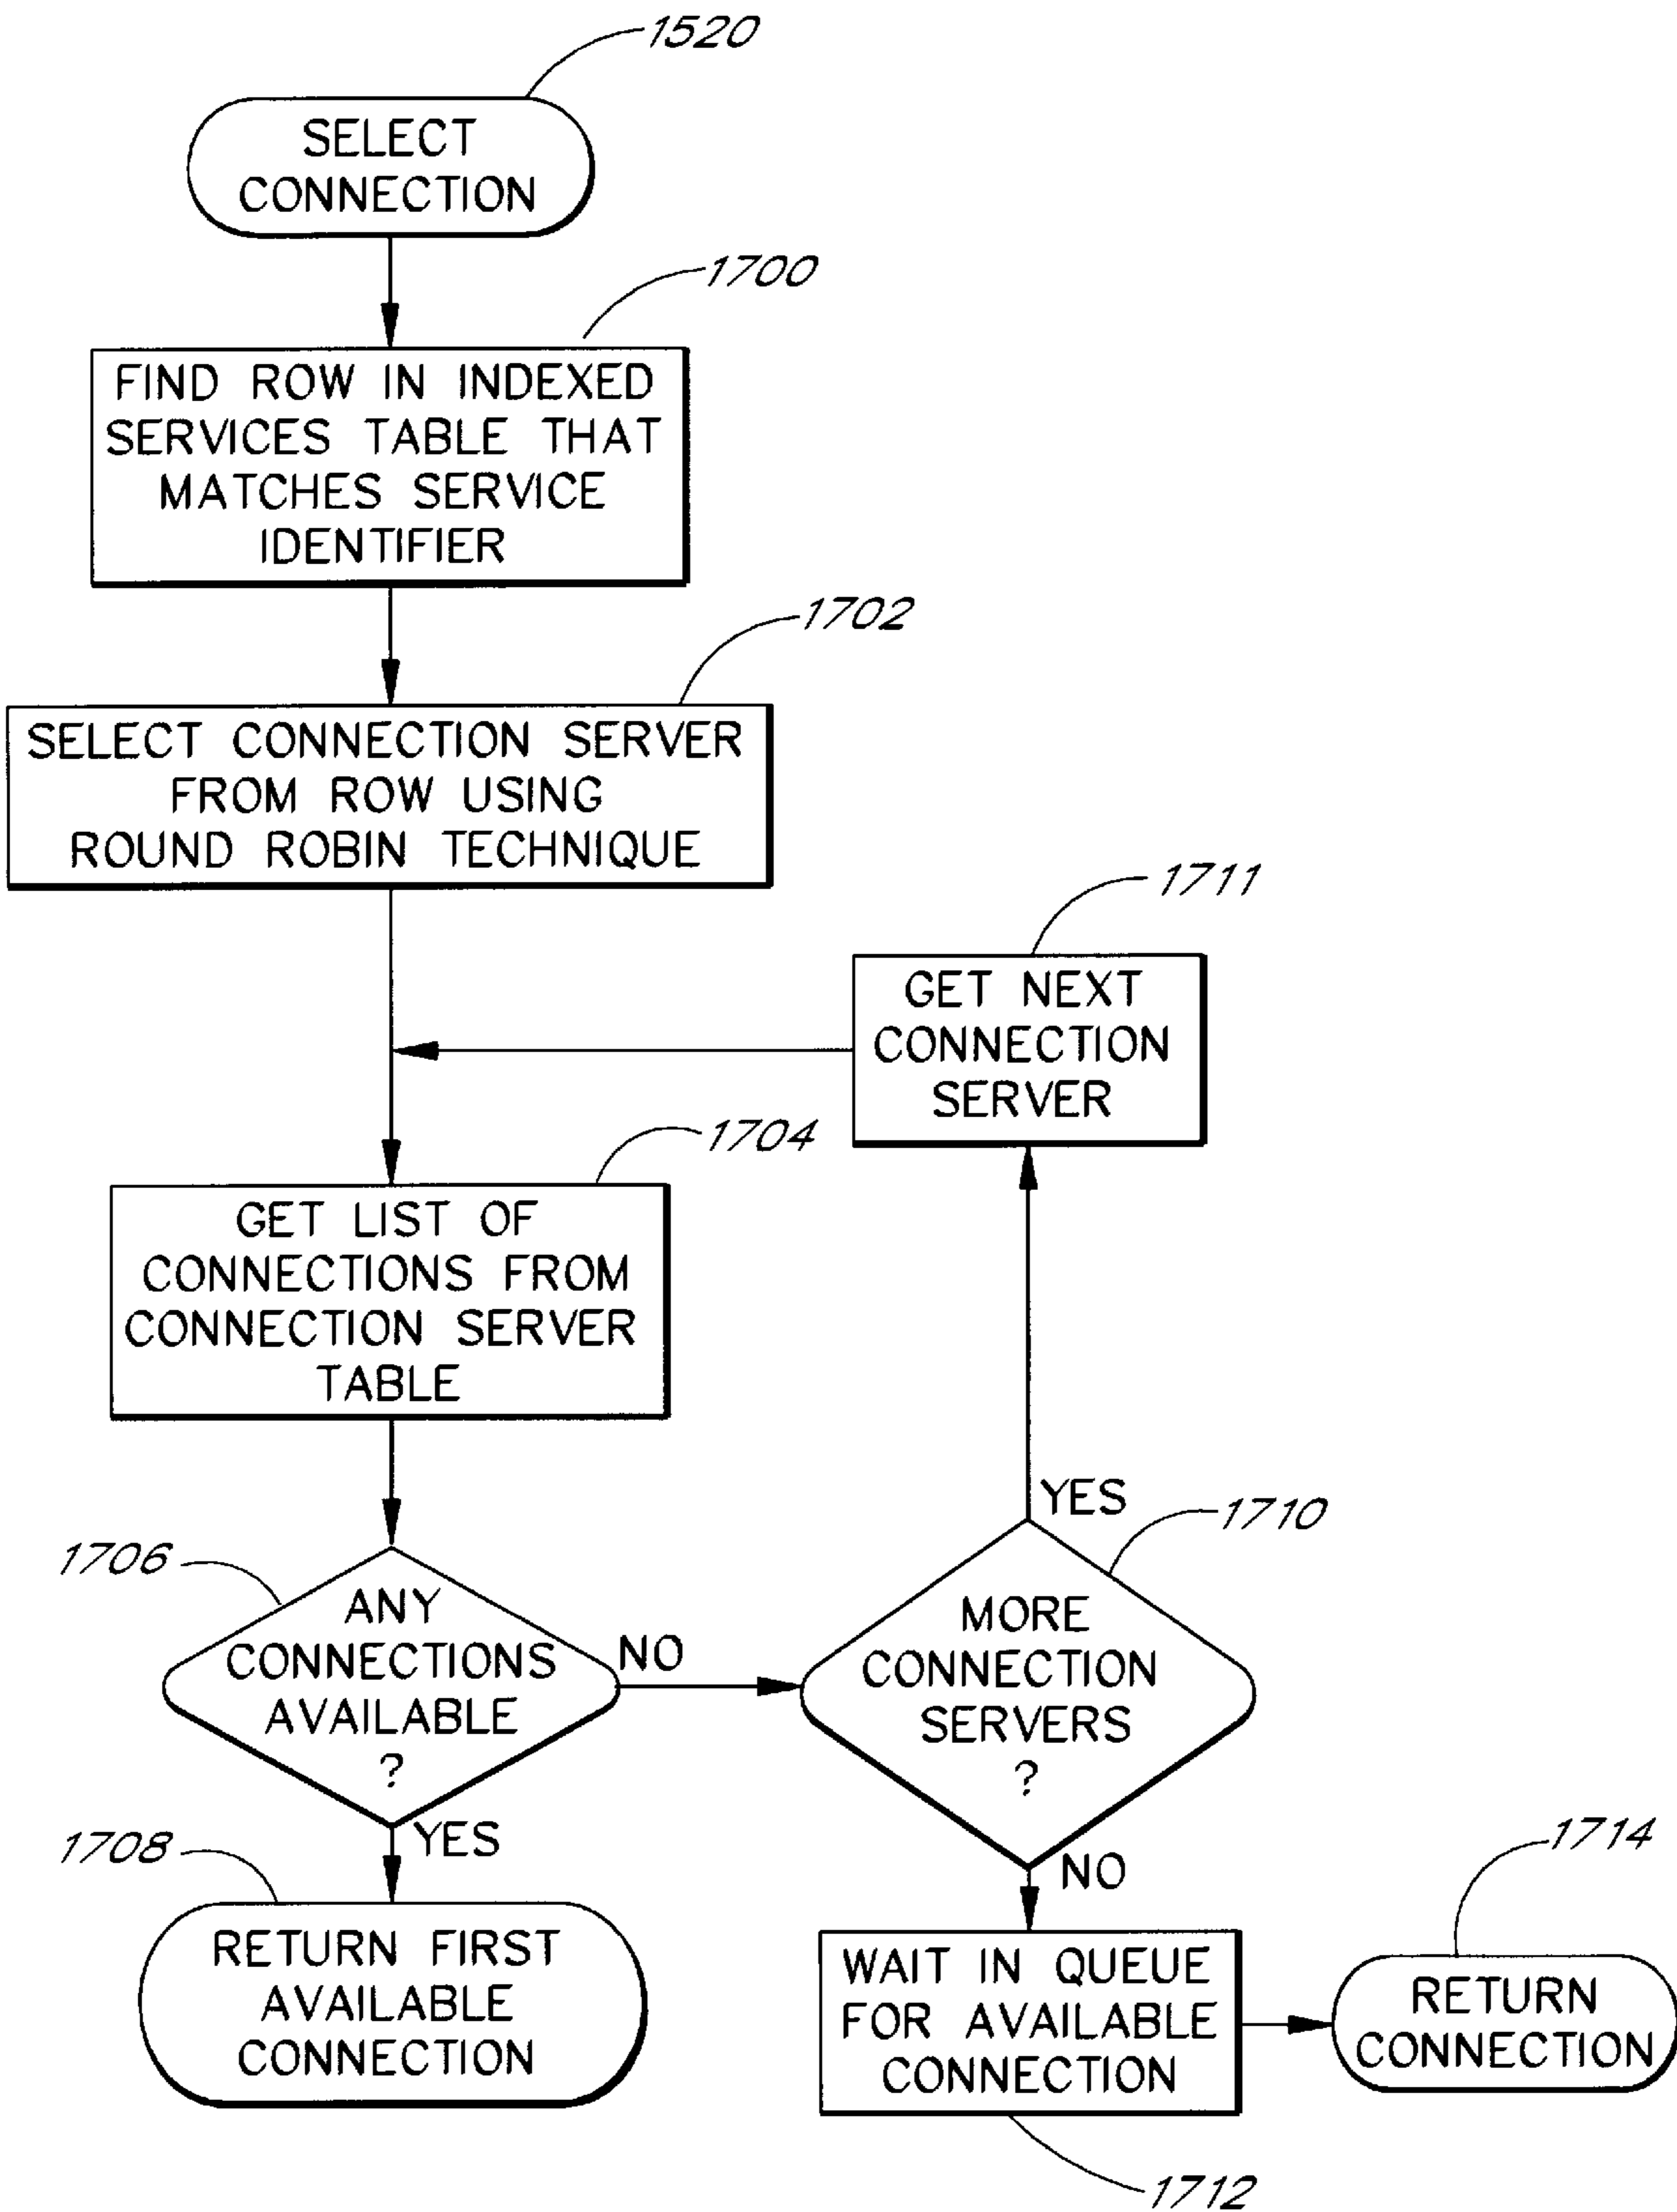 1520
SELECT
CONNECTION
1700
FIND ROW IN INDEXED
SERVICES TABLE THAT
MATCHES SERVICE
IDENTIFIER
1702
SELECT CONNECTION SERVER
FROM ROW USING
ROUND ROBIN TECHNIQUE
1711
GET NEXT
CONNECTION
SERVER
1704
GET LIST OF
CONNECTIONS FROM
CONNECTION SERVER
TABLE
1706
ANY
CONNECTIONS
AVAILABLE
?
NO
YES
1710
MORE
CONNECTION
SERVERS
?
YES
1708
RETURN FIRST
AVAILABLE
CONNECTION
NO
WAIT IN QUEUE
FOR AVAILABLE
CONNECTION
1712
1714
RETURN
CONNECTION